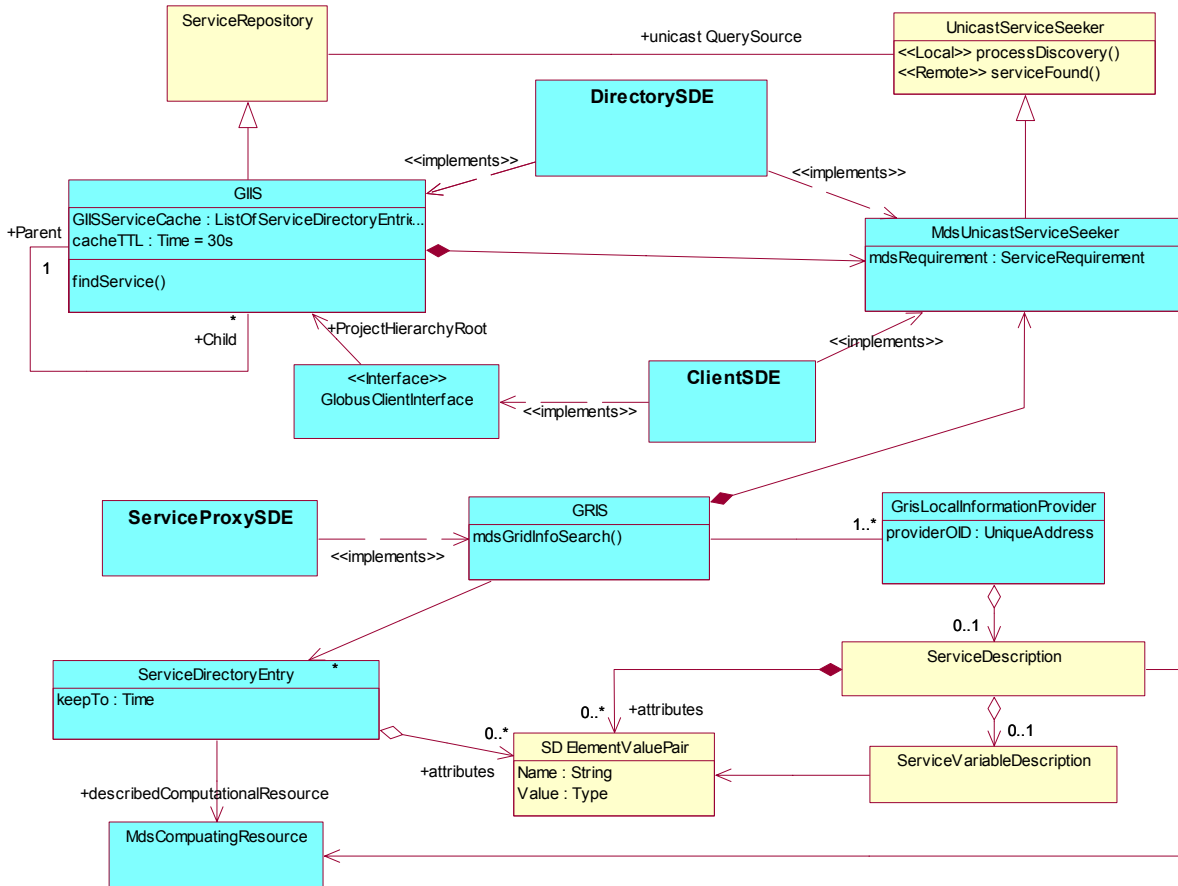 ServiceRepository
+unicast QuerySource
UnicastServiceSeeker
<<Local>> processDiscovery()
<<Remote>> serviceFound()
DirectorySDE
<<implements>>
<<implements>>
GIIS
GIISServiceCache : ListOfServiceDirectoryEntrie...
cacheTTL : Time = 30s
findService()
+Parent
1
*
+Child
MdsUnicastServiceSeeker
mdsRequirement : ServiceRequirement
+ProjectHierarchyRoot
<<Interface>>
GlobusClientInterface
<<implements>>
ClientSDE
<<implements>>
ServiceProxySDE
<<implements>>
GRIS
mdsGridInfoSearch()
1..*
GrisLocalInformationProvider
providerOID : UniqueAddress
0..1
ServiceDescription
*
ServiceDirectoryEntry
keepTo : Time
0..*
+attributes
0..*
+attributes
SD ElementValuePair
Name : String
Value : Type
0..1
ServiceVariableDescription
+describedComputationalResource
MdsCompuatingResource